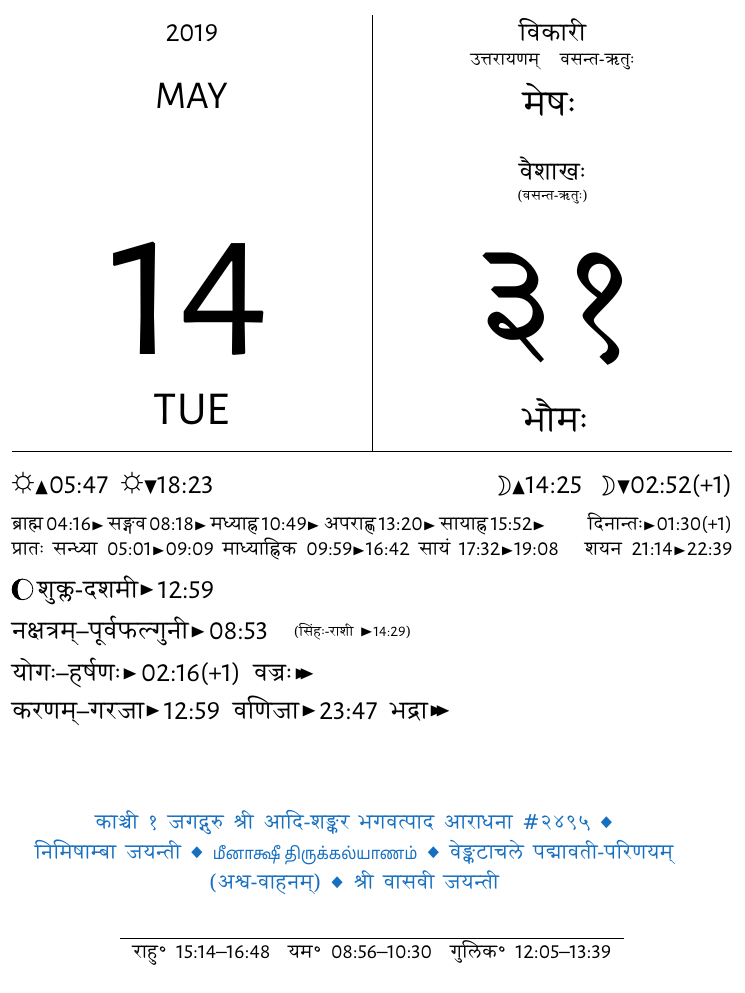 2019
MAY
14
TUE
विकारी
उत्तरायणम् वसन्त-ऋतुः
मेषः
वैशाखः
(वसन्त-ऋतुः)
३१
भौमः
☼▲05:47 ☼▼18:23 ☽▲14:25 ☽▼02:52(+1)
ब्राह्म 04:16► सङ्गव 08:18► मध्याह्न 10:49► अपराह्ण 13:20► सायाह्न 15:52► दिनान्तः►01:30(+1)
प्रातः सन्ध्या 05:01►09:09 माध्याह्निक 09:59►16:42 सायं 17:32►19:08 शयन 21:14►22:39
शुक्ल-दशमी►12:59
नक्षत्रम्–पूर्वफल्गुनी►08:53 (सिंहः-राशी ►14:29)
योगः–हर्षणः►02:16(+1) वज्रः►►
करणम्–गरजा►12:59 वणिजा►23:47 भद्रा►►
काञ्ची १ जगद्गुरु श्री आदि-शङ्कर भगवत्पाद आराधना #२४९५ ◆
निमिषाम्बा जयन्ती ◆ மீனாக்ஷீ திருக்கல்யாணம் ◆ वेङ्कटाचले पद्मावती-परिणयम्
(अश्व-वाहनम्) ◆ श्री वासवी जयन्ती
राहु॰ 15:14–16:48 यम॰ 08:56–10:30 गुलिक॰ 12:05–13:39